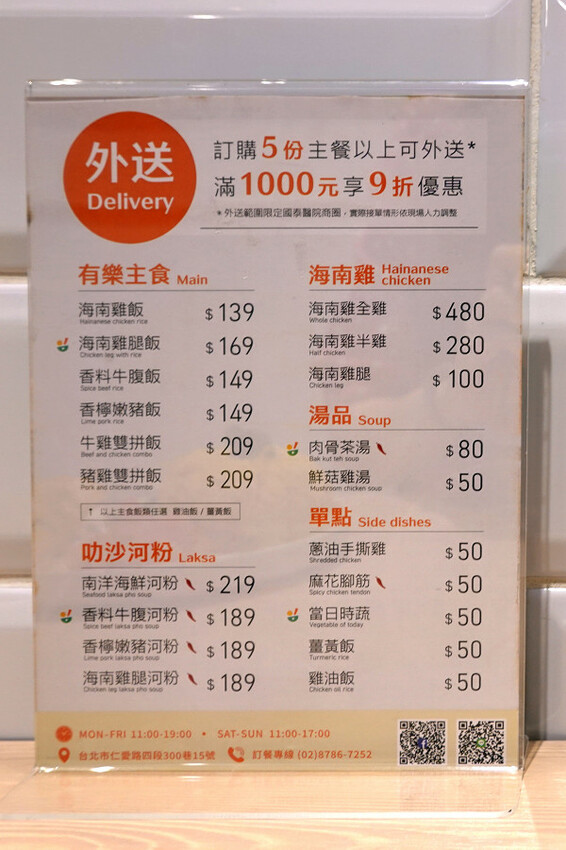 外送
Delivery
訂購5份主餐以上可外送*
滿1000元享9折優惠
*外送範圍限定國泰醫院商圈，實際接單情形依現場人力調整
有樂主食 Main
海南雞飯 $139
Hainanese chicken rice
海南雞腿飯 $169
Chicken leg with rice
香料牛腹飯 $149
Spice beef rice
香檸嫩豬飯 $149
Lime pork rice
牛雞雙拼飯 $209
Beef and chicken combo
豬雞雙拼飯 $209
Pork and chicken combo
↑ 以上主食飯類任選 雞油飯 / 薑黃飯
叻沙河粉 Laksa
南洋海鮮河粉 $219
Seafood laksa pho soup
香料牛腹河粉 $189
Spice beef laksa pho soup
香檸嫩豬河粉 $189
Lime pork laksa pho soup
海南雞腿河粉 $189
Chicken leg laksa pho soup
海南雞 Hainanese chicken
海南雞全雞 $480
Whole chicken
海南雞半雞 $280
Half chicken
海南雞腿 $100
Chicken leg
湯品 Soup
肉骨茶湯 $80
Bak kut teh soup
鮮菇雞湯 $50
Mushroom chicken soup
單點 Side dishes
蔥油手撕雞 $50
Shredded chicken
麻花腳筋 $50
Spicy chicken tendon
當日時蔬 $50
Vegetable of today
薑黃飯 $50
Turmeric rice
雞油飯 $50
Chicken oil rice
MON-FRI 11:00-19:00 • SAT-SUN 11:00-17:00
台北市仁愛路四段300巷15號 訂餐專線 (02)8786-7252